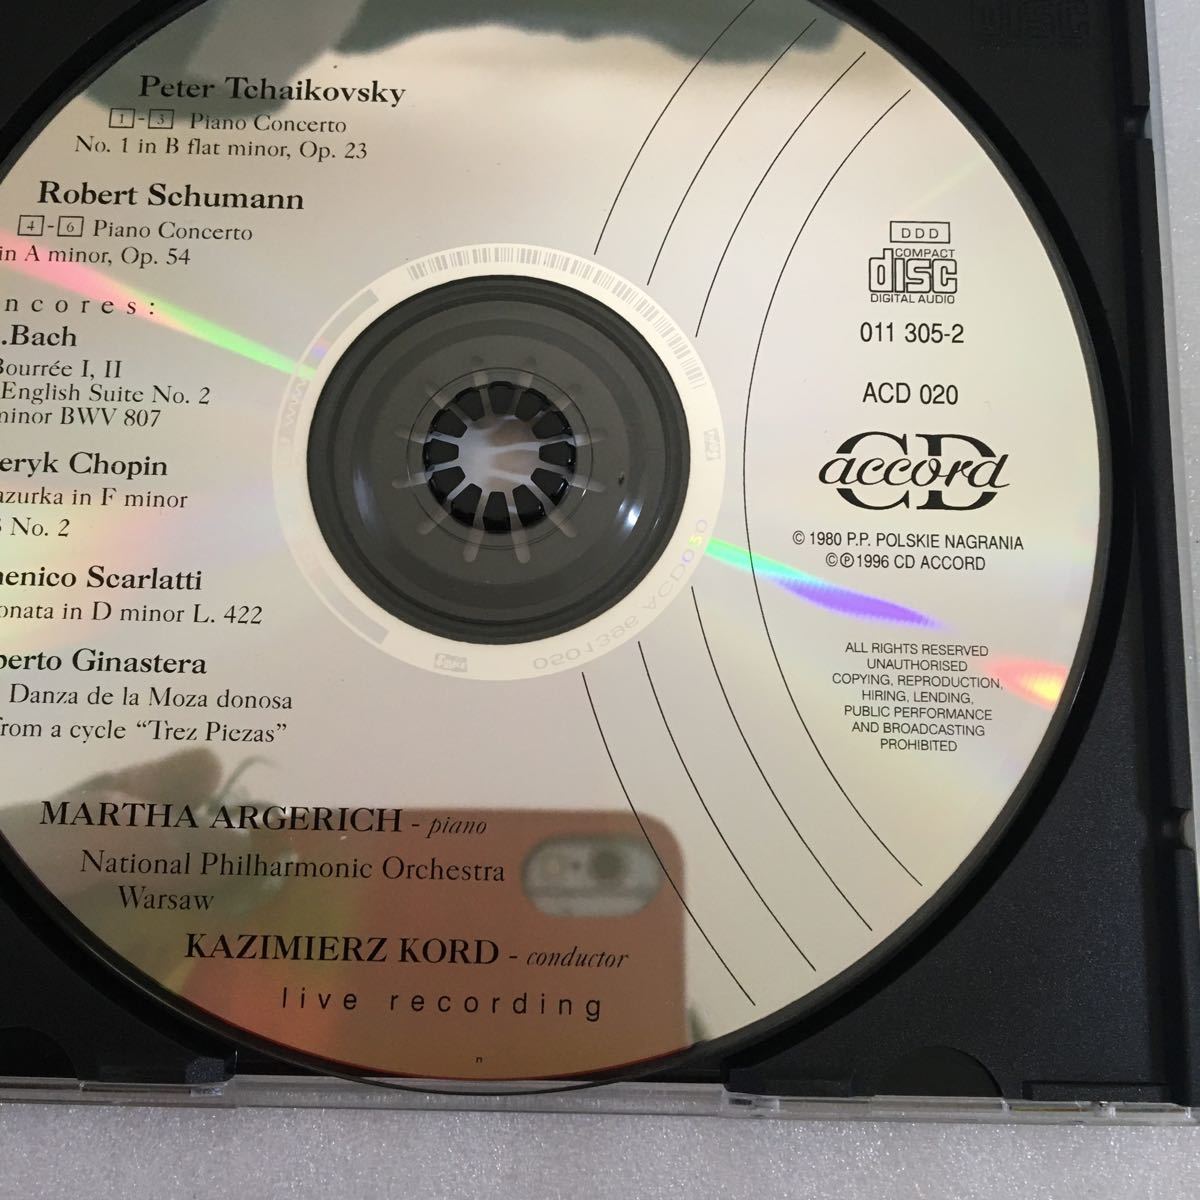 Peter Tchaikovsky
1-3 Piano Concerto
No. 1 in B flat minor, Op. 23
Robert Schumann
4-6 Piano Concerto
in A minor, Op. 54
ncores:
.Bach
Bourrée I, II
English Suite No. 2
minor BWV 807
eryk Chopin
azurka in F minor
No. 2
enico Scarlatti
onata in D minor L. 422
berto Ginastera
Danza de la Moza donosa
from a cycle "Trez Piezas"
MARTHA ARGERICH - piano
National Philharmonic Orchestra
Warsaw
KAZIMIERZ KORD - conductor
live recording
DDD
COMPACT
disc
DIGITAL AUDIO
011 305-2
ACD 020
CD accord
© 1980 P.P. POLSKIE NAGRANIA
©℗1996 CD ACCORD
ALL RIGHTS RESERVED
UNAUTHORISED
COPYING, REPRODUCTION,
HIRING, LENDING,
PUBLIC PERFORMANCE
AND BROADCASTING
PROHIBITED
disc